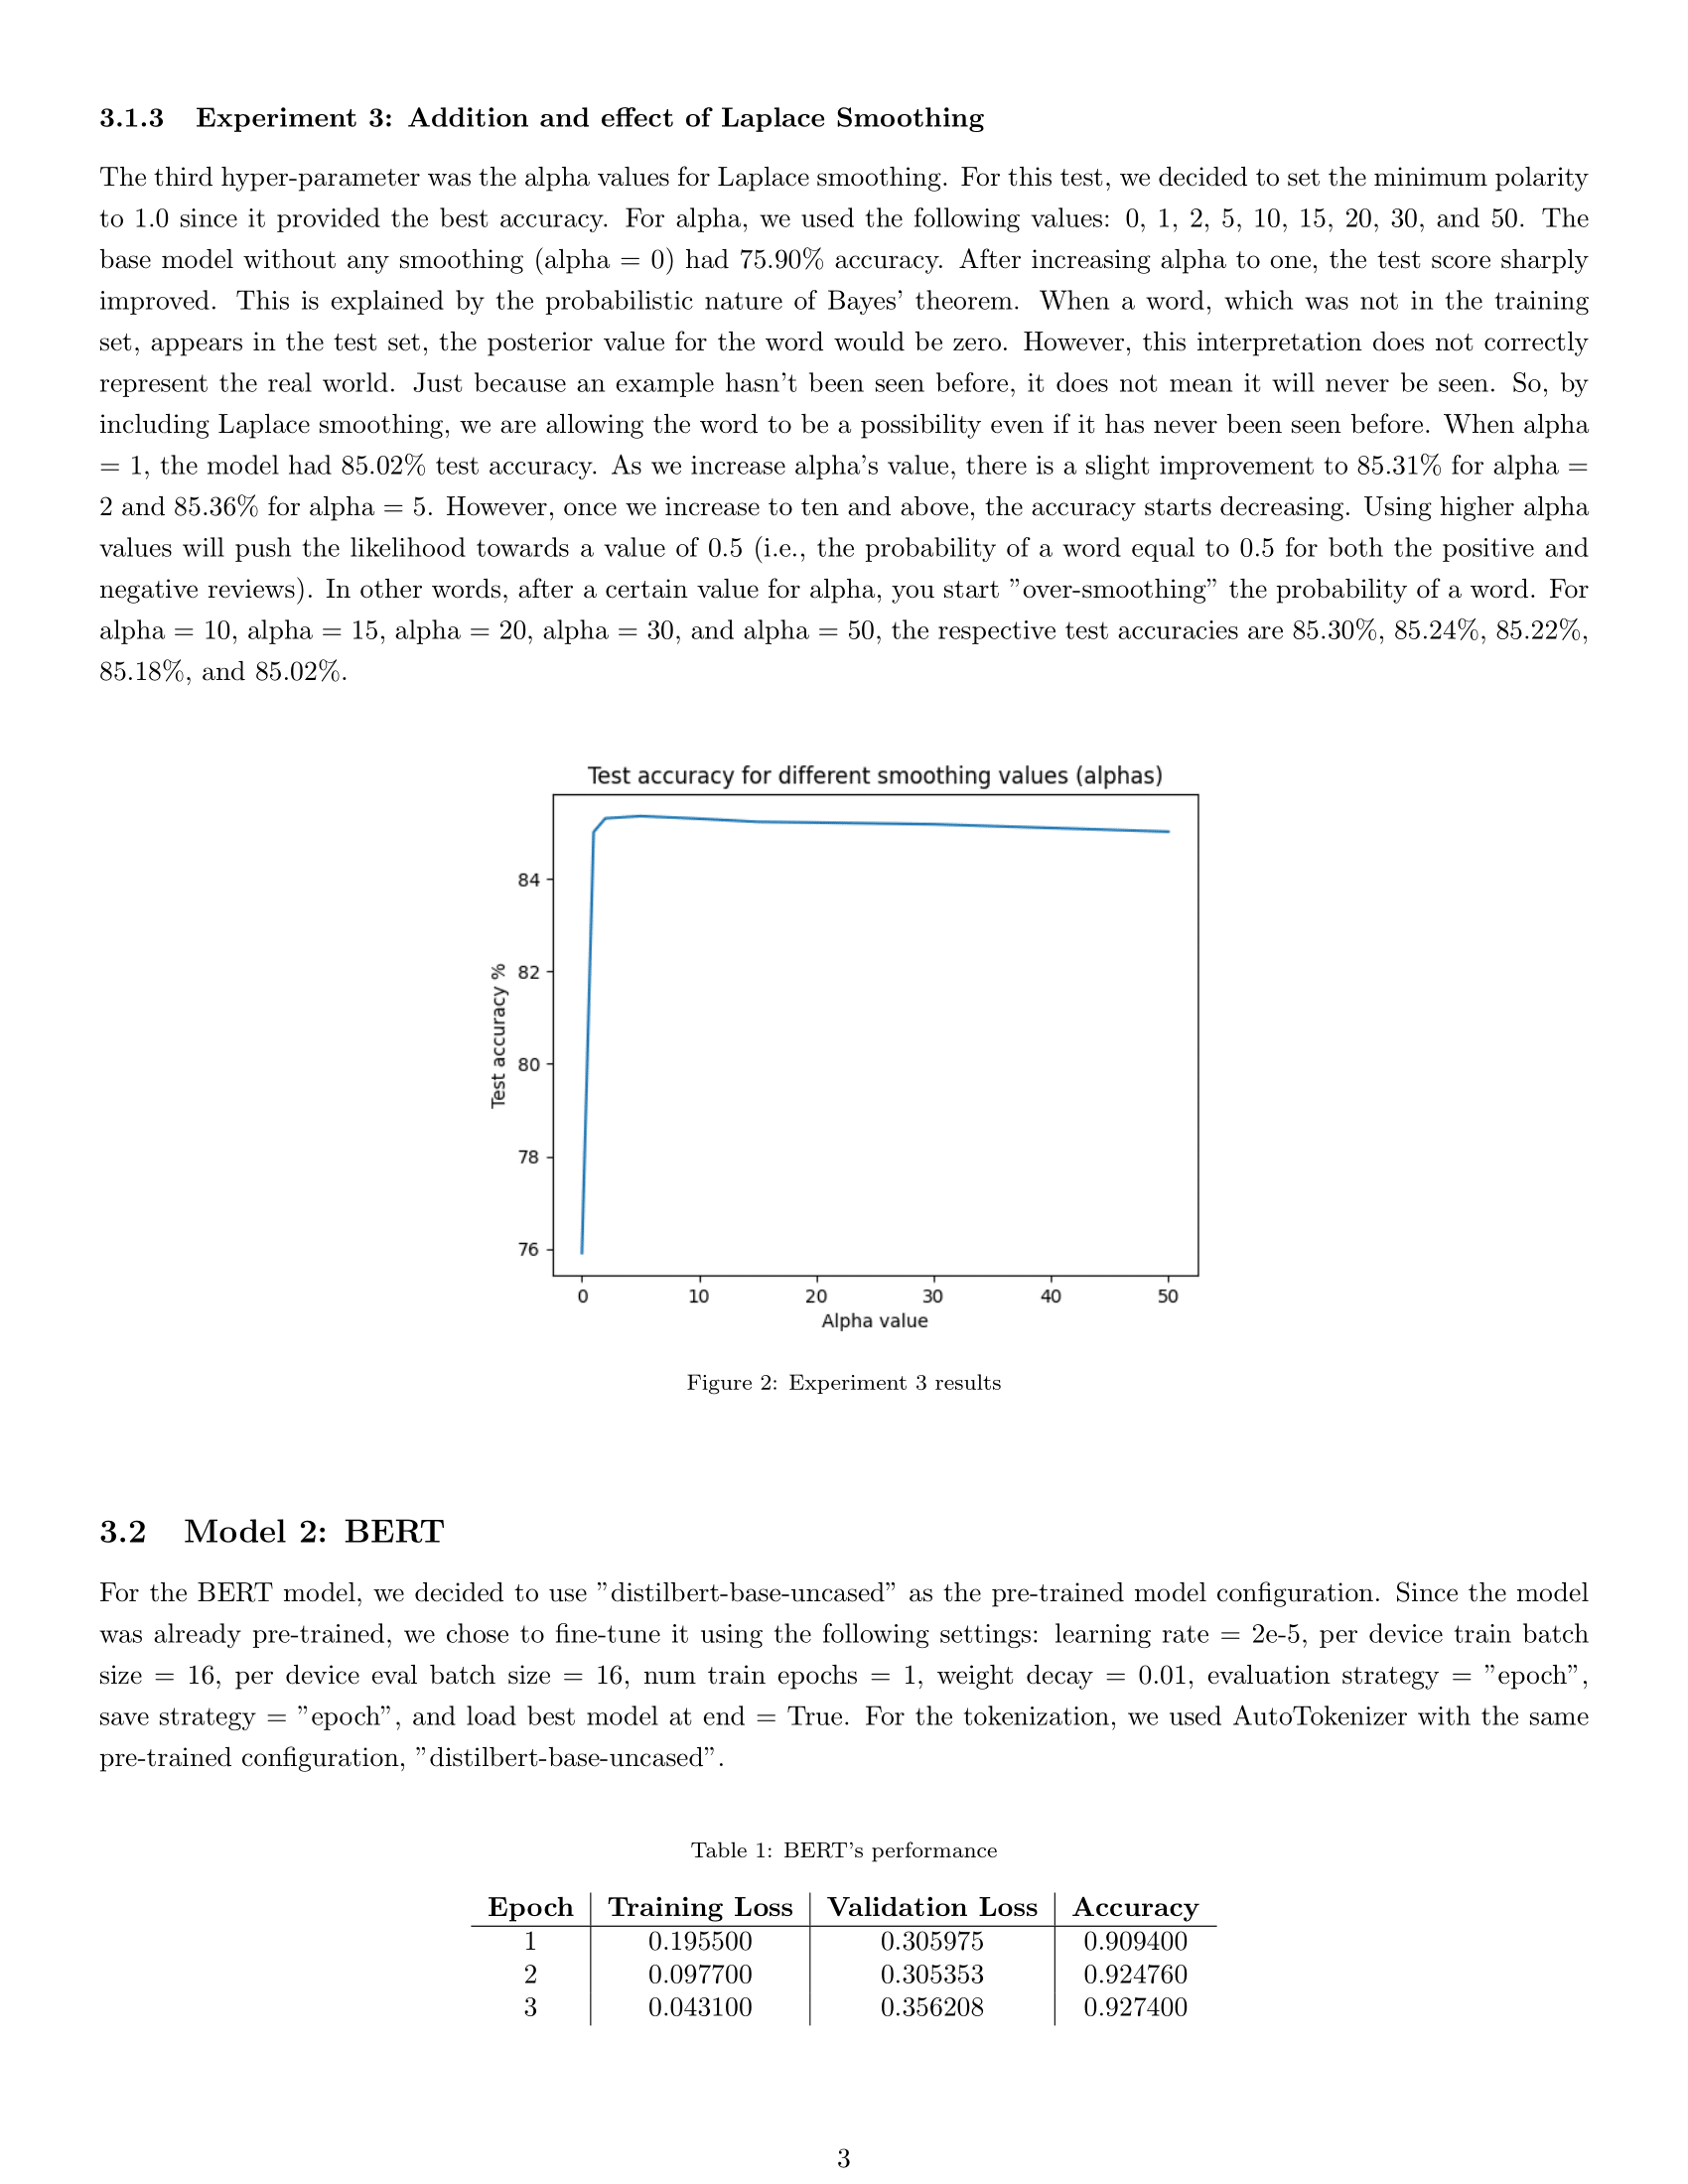 3.1.3 Experiment 3: Addition and effect of Laplace Smoothing
The third hyper-parameter was the alpha values for Laplace smoothing. For this test, we decided to set the minimum polarity
to 1.0 since it provided the best accuracy. For alpha, we used the following values: 0, 1, 2, 5, 10, 15, 20, 30, and 50. The
base model without any smoothing (alpha = 0) had 75.90% accuracy. After increasing alpha to one, the test score sharply
improved. This is explained by the probabilistic nature of Bayes' theorem. When a word, which was not in the training
set, appears in the test set, the posterior value for the word would be zero. However, this interpretation does not correctly
represent the real world. Just because an example hasn't been seen before, it does not mean it will never be seen. So, by
including Laplace smoothing, we are allowing the word to be a possibility even if it has never been seen before. When alpha
= 1, the model had 85.02% test accuracy. As we increase alpha's value, there is a slight improvement to 85.31% for alpha =
2 and 85.36% for alpha = 5. However, once we increase to ten and above, the accuracy starts decreasing. Using higher alpha
values will push the likelihood towards a value of 0.5 (i.e., the probability of a word equal to 0.5 for both the positive and
negative reviews). In other words, after a certain value for alpha, you start ”over-smoothing” the probability of a word. For
alpha = 10, alpha = 15, alpha = 20, alpha = 30, and alpha = 50, the respective test accuracies are 85.30%, 85.24%, 85.22%,
85.18%, and 85.02%.
Test accuracy for different smoothing values (alphas)
Test accuracy %
84
82
80
78
76
0 10 20 30 40 50
Alpha value
Figure 2: Experiment 3 results
3.2 Model 2: BERT
For the BERT model, we decided to use ”distilbert-base-uncased” as the pre-trained model configuration. Since the model
was already pre-trained, we chose to fine-tune it using the following settings: learning rate = 2e-5, per device train batch
size = 16, per device eval batch size = 16, num train epochs = 1, weight decay = 0.01, evaluation strategy = ”epoch”,
save strategy = ”epoch”, and load best model at end = True. For the tokenization, we used AutoTokenizer with the same
pre-trained configuration, ”distilbert-base-uncased”.
Table 1: BERT's performance
Epoch Training Loss Validation Loss Accuracy
1 0.195500 0.305975 0.909400
2 0.097700 0.305353 0.924760
3 0.043100 0.356208 0.927400
3